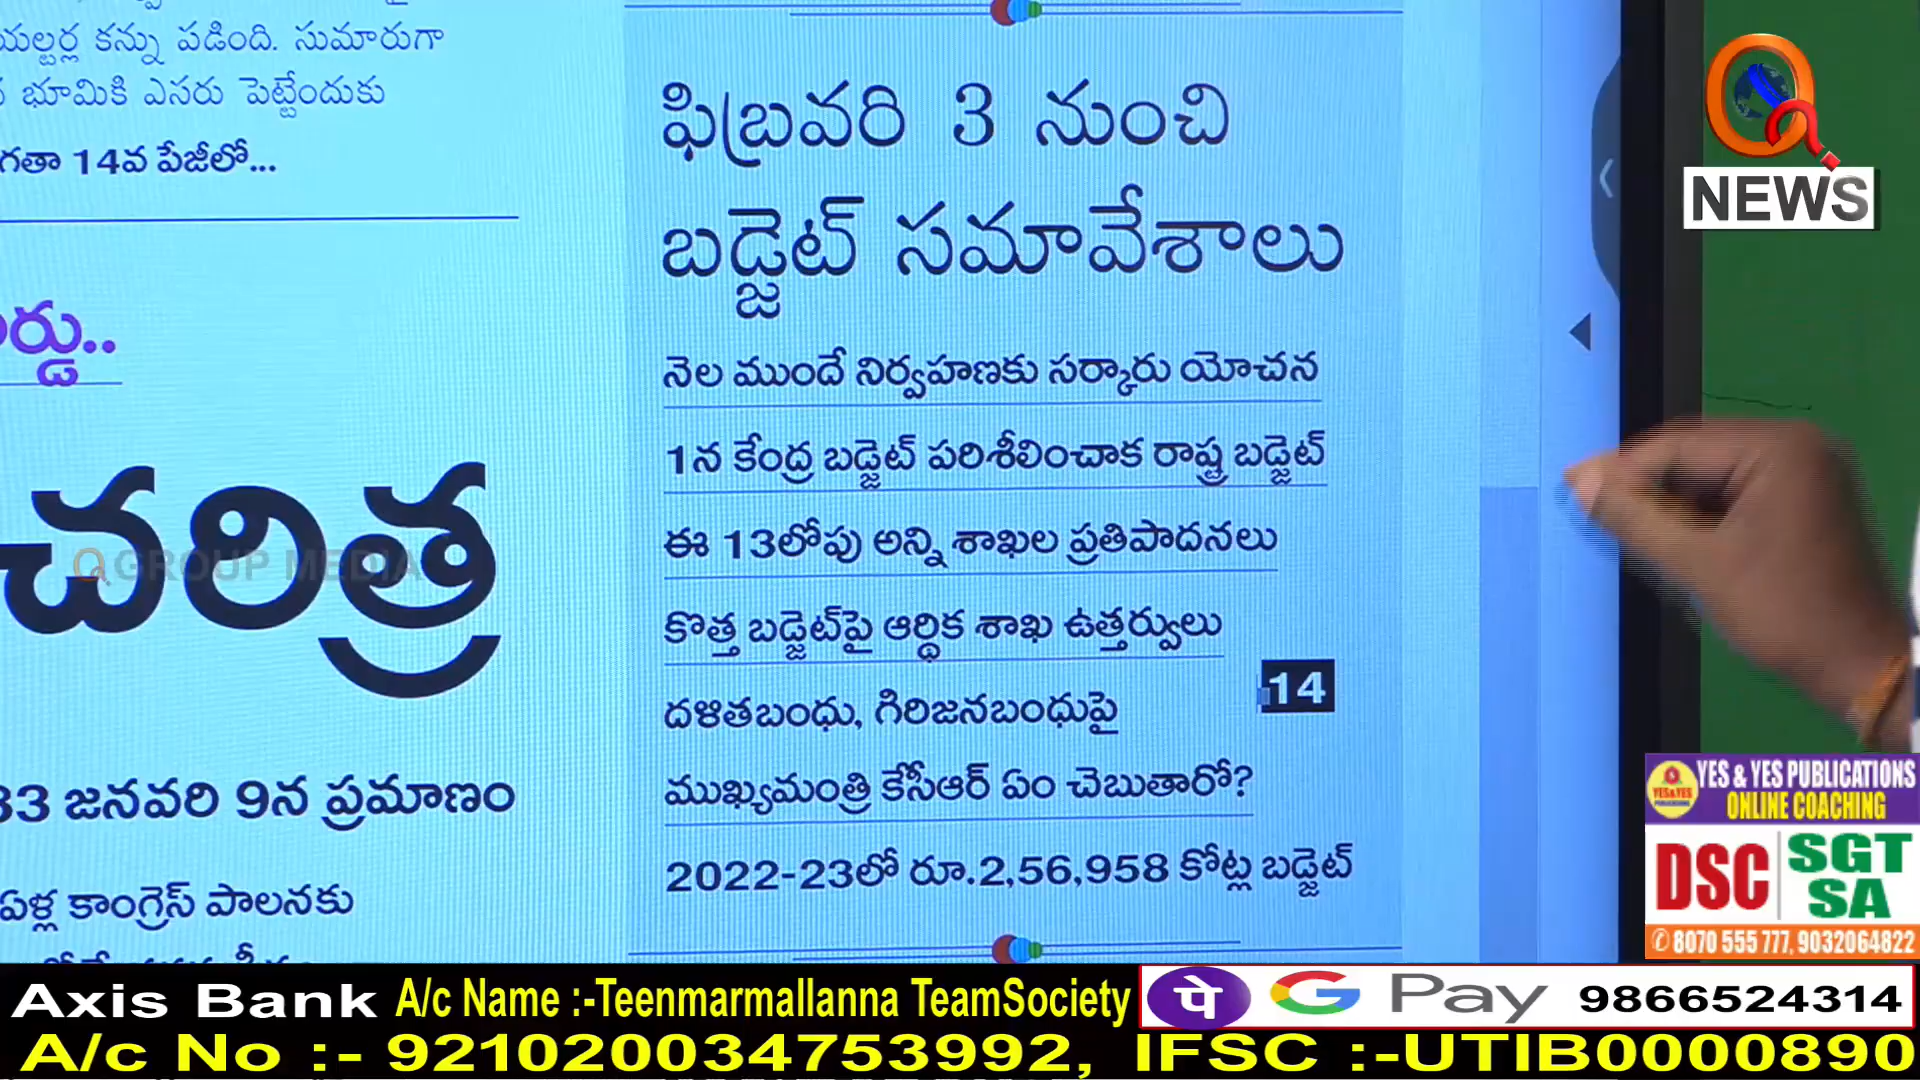 యల్టర్ల కన్ను పడింది. సుమారుగా
భూమికి ఎసరు పెట్టేందుకు
గతా 14వ పేజీలో...
ర్డు..
చరిత్ర
QGROUP MEDIA
33 జనవరి 9న ప్రమాణం
ఏళ్ల కాంగ్రెస్ పాలనకు
ఫిబ్రవరి 3 నుంచి
బడ్జెట్ సమావేశాలు
నెల ముందే నిర్వహణకు సర్కారు యోచన
1న కేంద్ర బడ్జెట్ పరిశీలించాక రాష్ట్ర బడ్జెట్
ఈ 13లోపు అన్ని శాఖల ప్రతిపాదనలు
కొత్త బడ్జెట్‌పై ఆర్థిక శాఖ ఉత్తర్వులు
దళితబంధు, గిరిజనబంధుపై
ముఖ్యమంత్రి కేసీఆర్ ఏం చెబుతారో?
14
2022-23లో రూ.2,56,958 కోట్ల బడ్జెట్
Q
NEWS
YES & YES PUBLICATIONS
ONLINE COACHING
DSC SGT
SA
8070 555 777, 9032064822
Axis Bank A/c Name :-Teenmarmallanna TeamSociety
पे G Pay 9866524314
A/c No :- 921020034753992, IFSC :-UTIB0000890